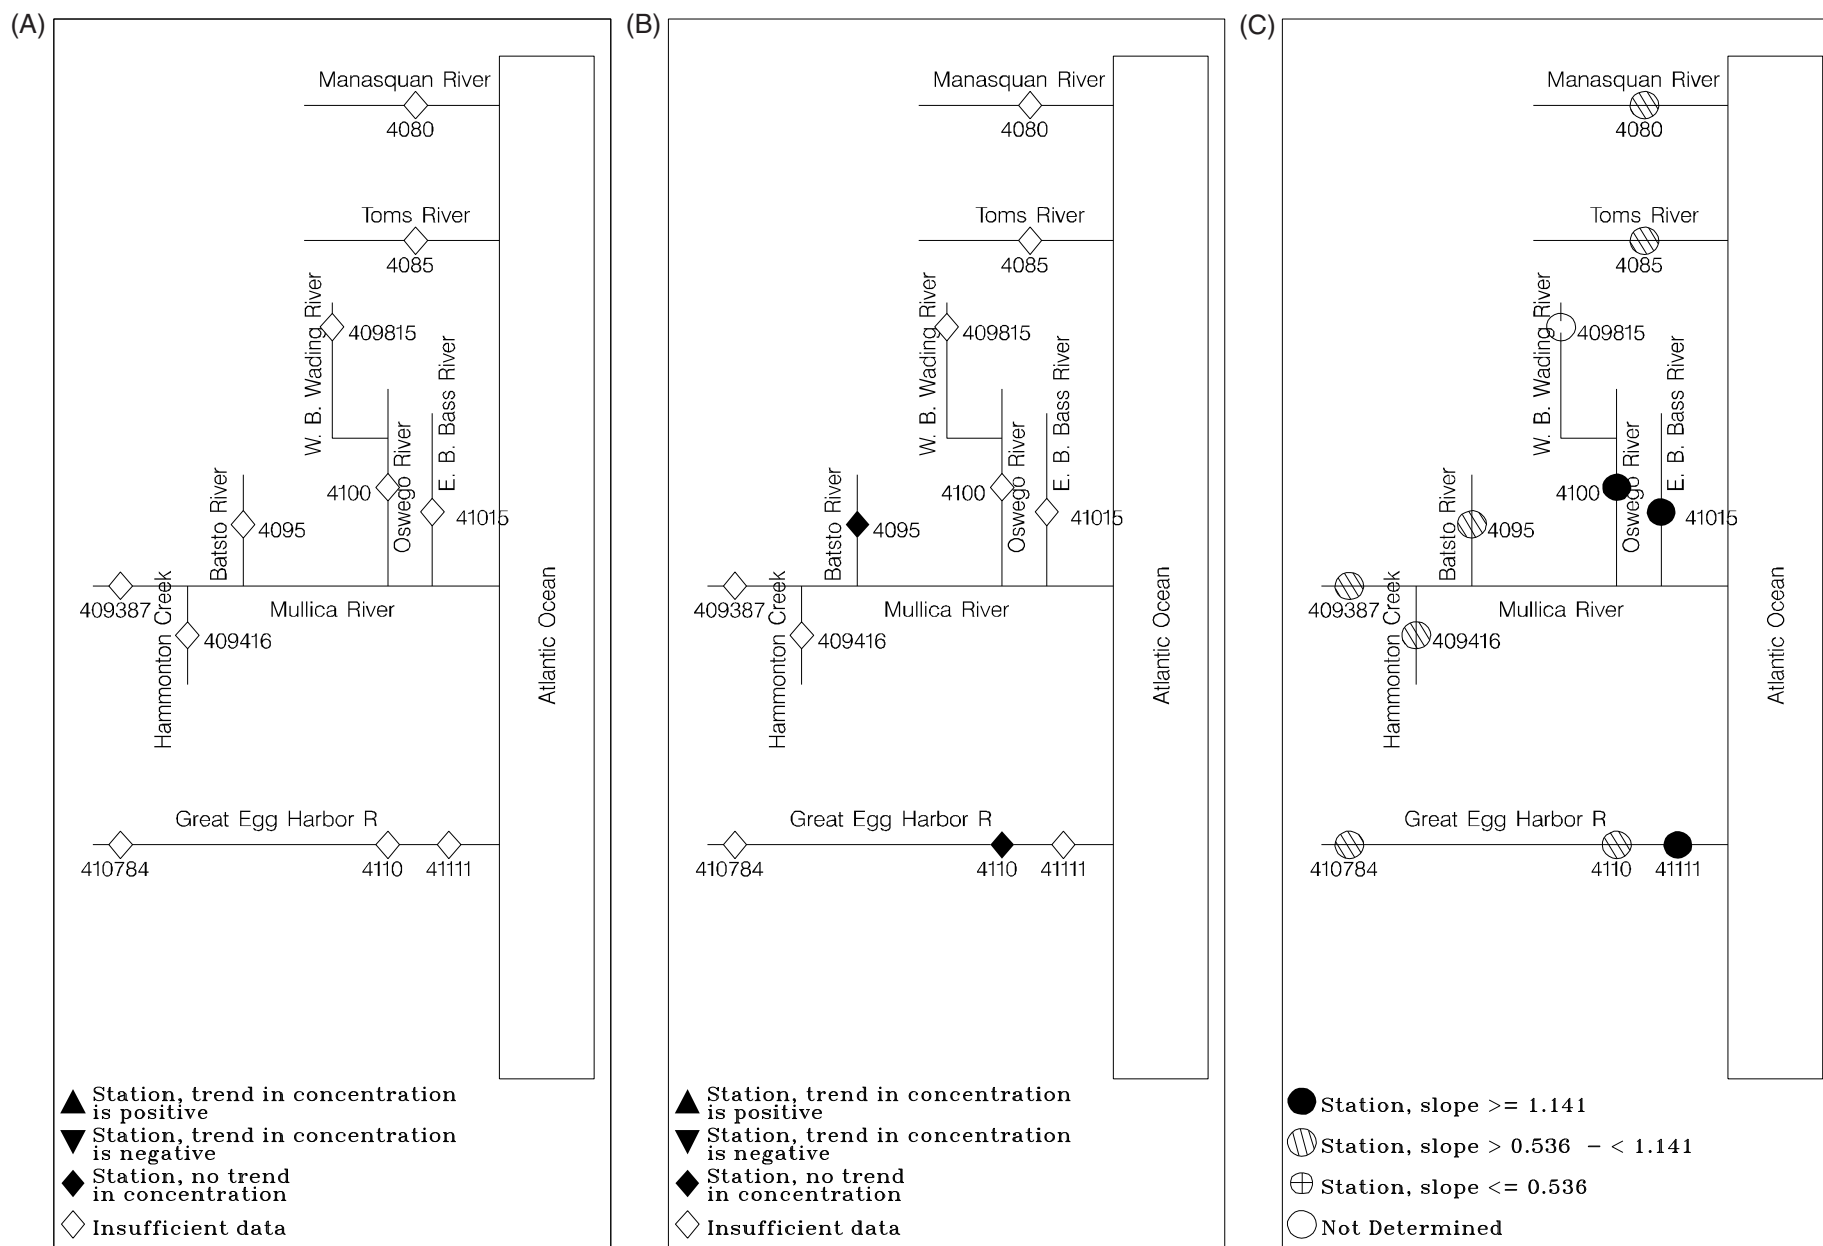 (A)
Manasquan River
4080
Toms River
4085
W. B. Wading River
409815
E. B. Bass River
Oswego River
4100
41015
Batsto River
4095
409387
Hammonton Creek
Mullica River
409416
Atlantic Ocean
Great Egg Harbor R
410784
4110
41111
Station, trend in concentration
is positive
Station, trend in concentration
is negative
Station, no trend
in concentration
Insufficient data
(B)
Manasquan River
4080
Toms River
4085
W. B. Wading River
409815
E. B. Bass River
Oswego River
4100
41015
Batsto River
4095
409387
Hammonton Creek
Mullica River
409416
Atlantic Ocean
Great Egg Harbor R
410784
4110
41111
Station, trend in concentration
is positive
Station, trend in concentration
is negative
Station, no trend
in concentration
Insufficient data
(C)
Manasquan River
4080
Toms River
4085
W. B. Wading River
409815
E. B. Bass River
Oswego River
4100
41015
Batsto River
4095
409387
Hammonton Creek
Mullica River
409416
Atlantic Ocean
Great Egg Harbor R
410784
4110
41111
Station, slope >= 1.141
Station, slope > 0.536 – < 1.141
Station, slope <= 0.536
Not Determined